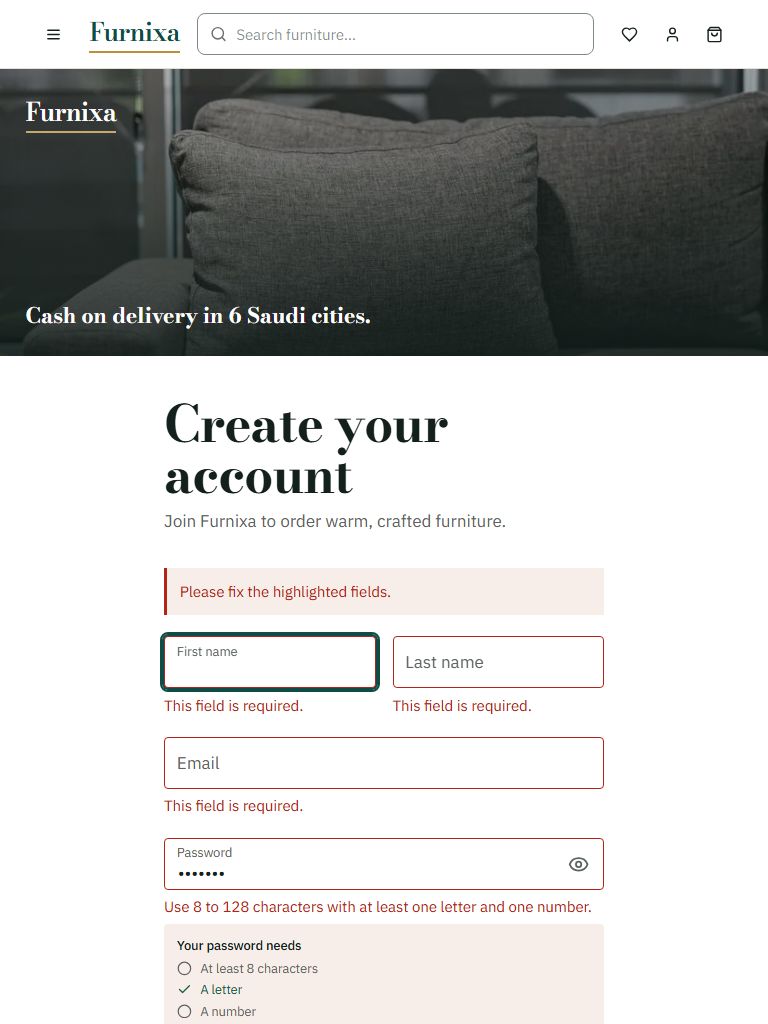 Furnixa
Search furniture...
Furnixa
Cash on delivery in 6 Saudi cities.
Create your
account
Join Furnixa to order warm, crafted furniture.
Please fix the highlighted fields.
First name
Last name
This field is required.
This field is required.
Email
This field is required.
Password
•••••••
Use 8 to 128 characters with at least one letter and one number.
Your password needs
At least 8 characters
A letter
A number